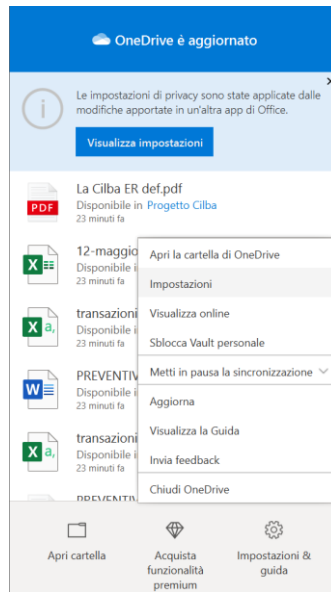 OneDrive è aggiornato
Le impostazioni di privacy sono state applicate dalle
modifiche apportate in un'altra app di Office.
Visualizza impostazioni
La Cilba ER def.pdf
Disponibile in Progetto Cilba
23 minuti fa
12-maggio
Disponibile i
23 minuti fa
transazioni
Disponibile i
23 minuti fa
PREVENTIV
Disponibile i
23 minuti fa
transazioni
Disponibile i
23 minuti fa
PREVENTIV
Apri la cartella di OneDrive
Impostazioni
Visualizza online
Sblocca Vault personale
Metti in pausa la sincronizzazione
Aggiorna
Visualizza la Guida
Invia feedback
Chiudi OneDrive
PDF
Apri cartella
Acquista
funzionalità
premium
Impostazioni &
guida